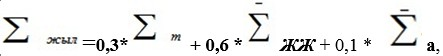 ∑ жыл =0,3* ∑ т + 0,6 * ∑̄ ЖЖ + 0,1 * ∑̄ а,